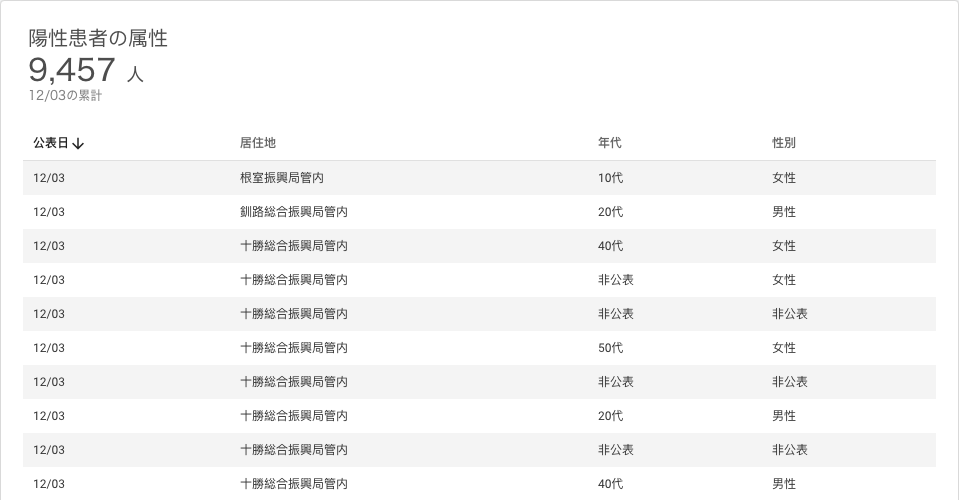 陽性患者の属性
9,457 人
12/03の累計
公表日↓ 居住地 年代 性別
12/03 根室振興局管内 10代 女性
12/03 釧路総合振興局管内 20代 男性
12/03 十勝総合振興局管内 40代 女性
12/03 十勝総合振興局管内 非公表 女性
12/03 十勝総合振興局管内 非公表 非公表
12/03 十勝総合振興局管内 50代 女性
12/03 十勝総合振興局管内 非公表 非公表
12/03 十勝総合振興局管内 20代 男性
12/03 十勝総合振興局管内 非公表 非公表
12/03 十勝総合振興局管内 40代 男性